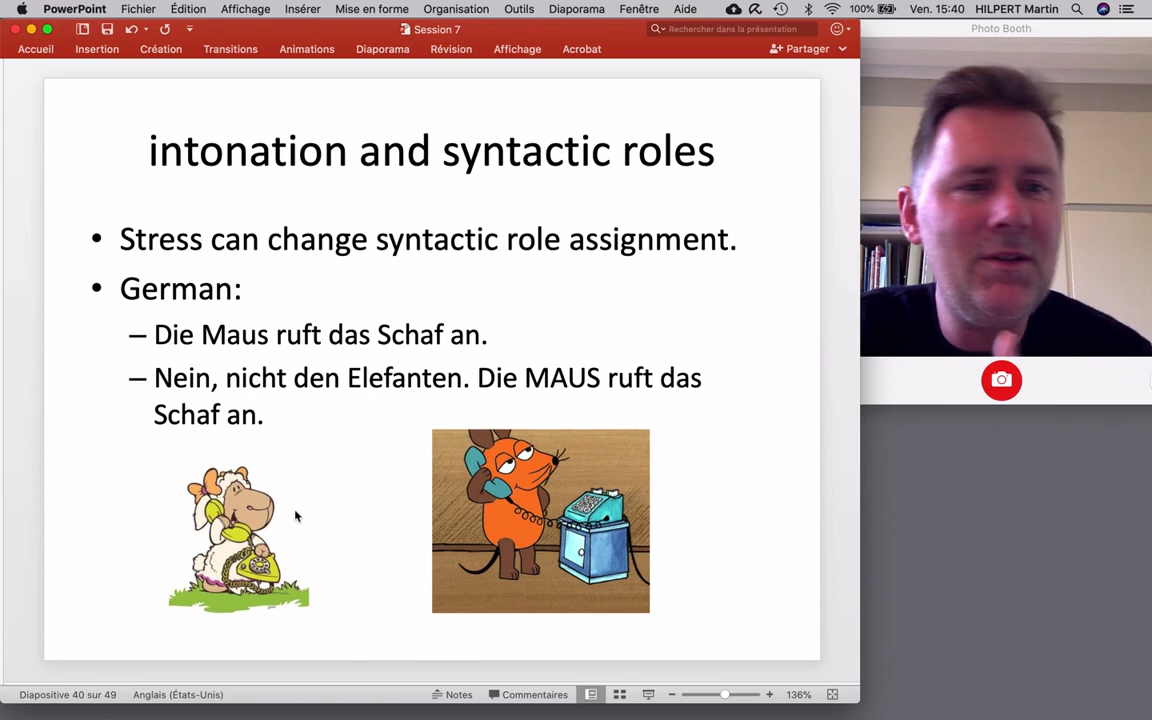 PowerPoint Fichier Édition Affichage Insérer Mise en forme Organisation Outils Diaporama Fenêtre Aide 100% Ven. 15:40 HILPERT Martin
Session 7
Rechercher dans la présentation
Photo Booth
Accueil Insertion Création Transitions Animations Diaporama Révision Affichage Acrobat Partager
intonation and syntactic roles
• Stress can change syntactic role assignment.
• German:
– Die Maus ruft das Schaf an.
– Nein, nicht den Elefanten. Die MAUS ruft das
Schaf an.
Diapositive 40 sur 49 Anglais (États-Unis) Notes Commentaires 136%